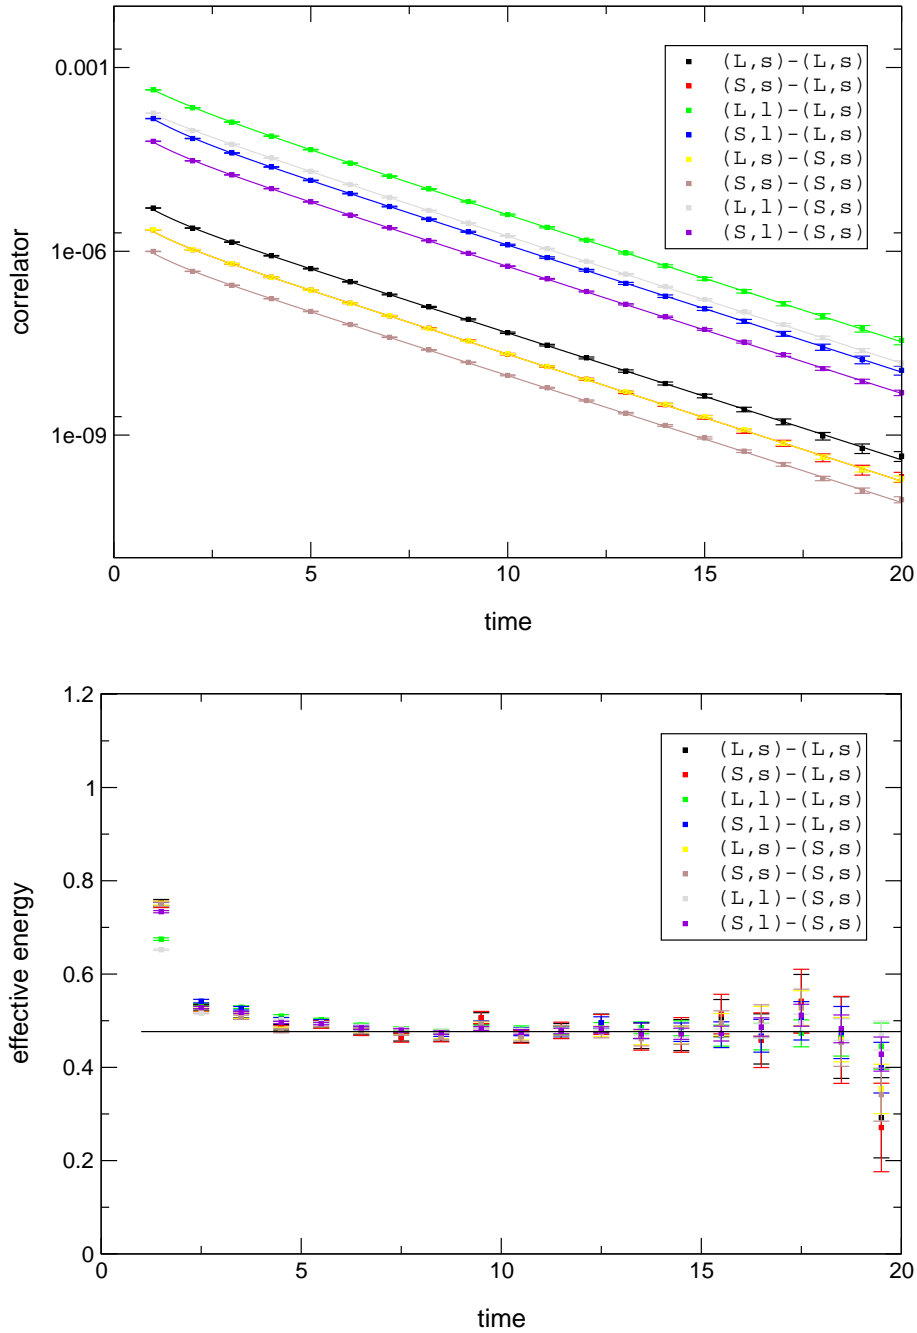 0.001
1e-06
1e-09
correlator
(L,s)-(L,s)
(S,s)-(L,s)
(L,l)-(L,s)
(S,l)-(L,s)
(L,s)-(S,s)
(S,s)-(S,s)
(L,l)-(S,s)
(S,l)-(S,s)
0 5 10 15 20
time
1.2
1
0.8
0.6
0.4
0.2
0
effective energy
(L,s)-(L,s)
(S,s)-(L,s)
(L,l)-(L,s)
(S,l)-(L,s)
(L,s)-(S,s)
(S,s)-(S,s)
(L,l)-(S,s)
(S,l)-(S,s)
0 5 10 15 20
time